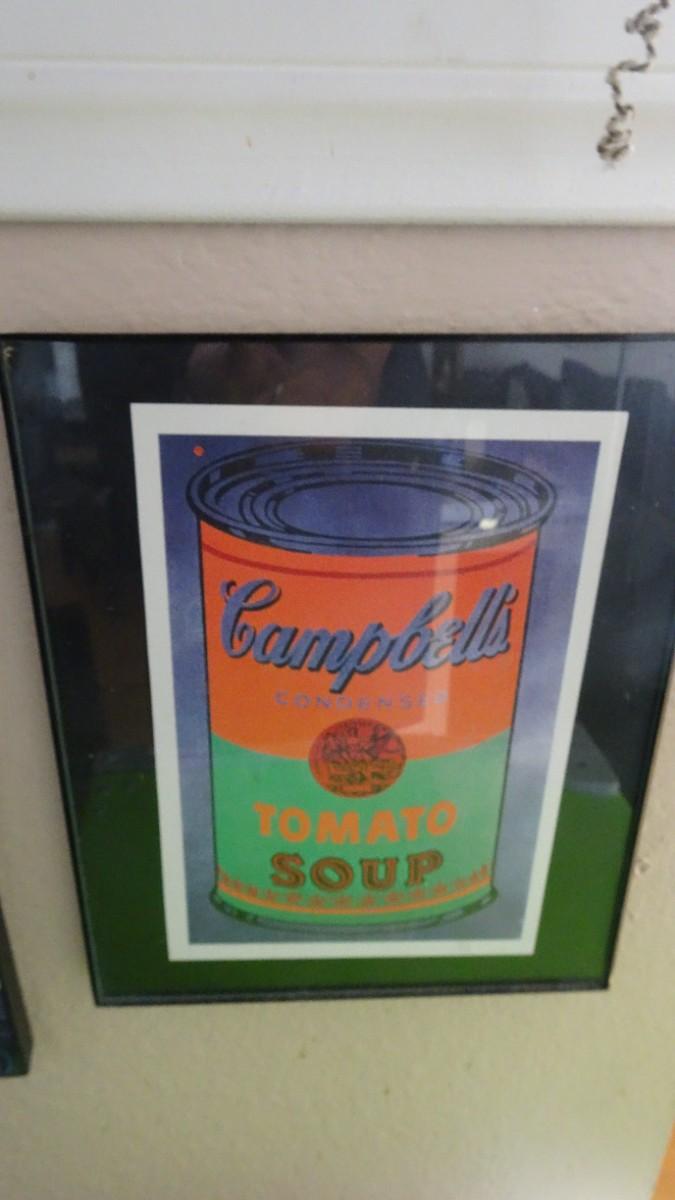 Campbell's
CONDENSED
TOMATO
SOUP